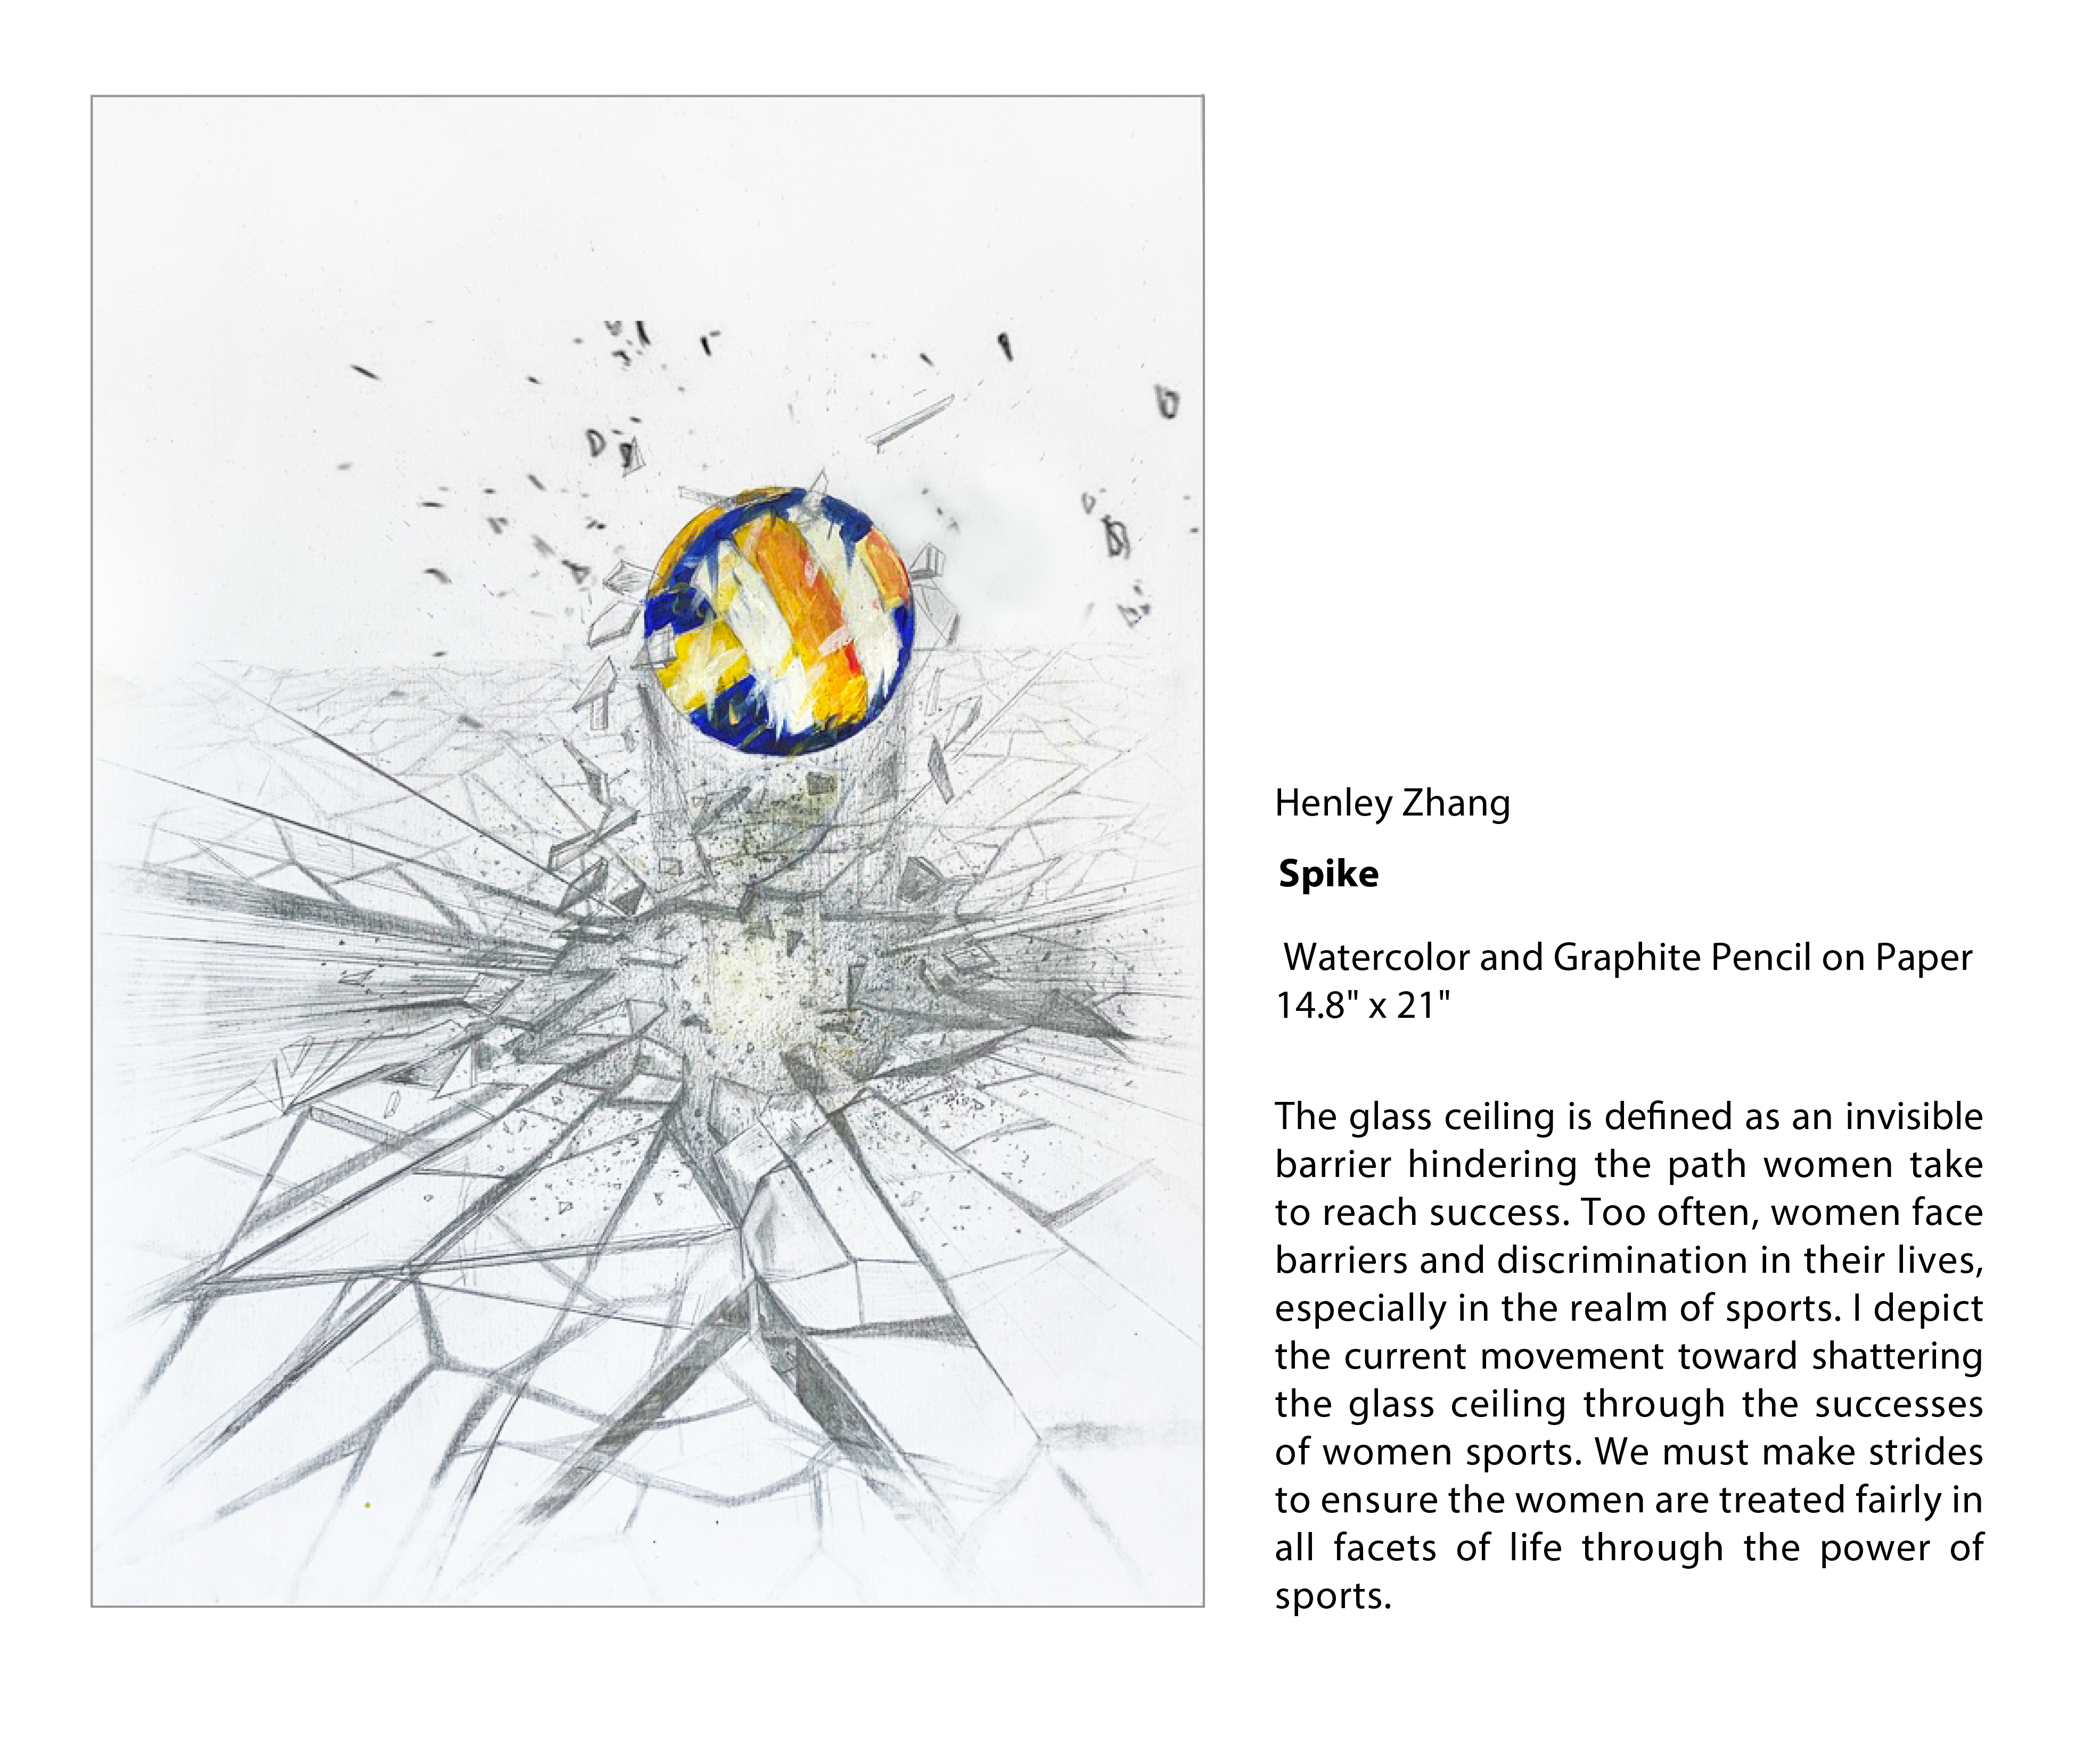 Henley Zhang
Spike
Watercolor and Graphite Pencil on Paper
14.8" x 21"
The glass ceiling is defined as an invisible
barrier hindering the path women take
to reach success. Too often, women face
barriers and discrimination in their lives,
especially in the realm of sports. I depict
the current movement toward shattering
the glass ceiling through the successes
of women sports. We must make strides
to ensure the women are treated fairly in
all facets of life through the power of
sports.